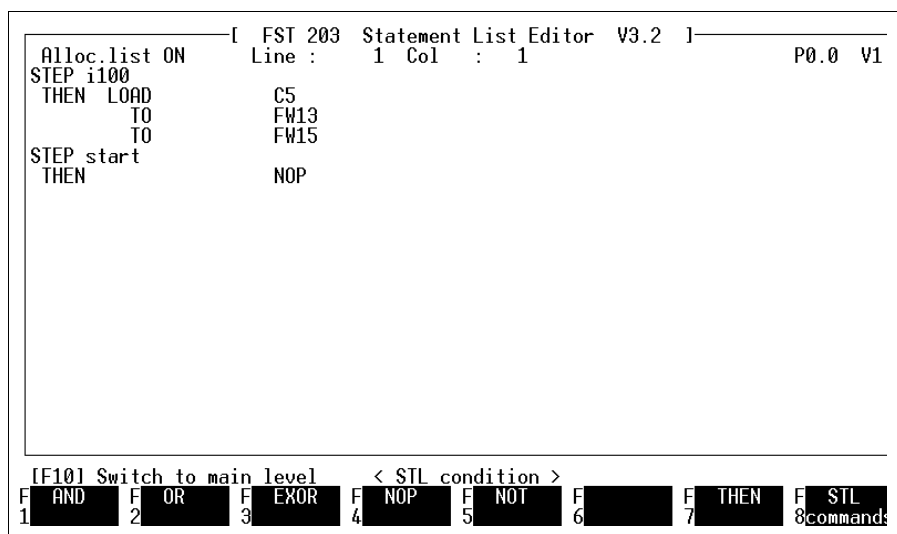 [ FST 203 Statement List Editor V3.2 ]
Alloc.list ON Line : 1 Col : 1 P0.0 V1
STEP i100
THEN LOAD C5
TO FW13
TO FW15
STEP start
THEN NOP
[F10] Switch to main level < STL condition >
F1 AND F2 OR F3 EXOR F4 NOP F5 NOT F6 F7 THEN F8 STL commands